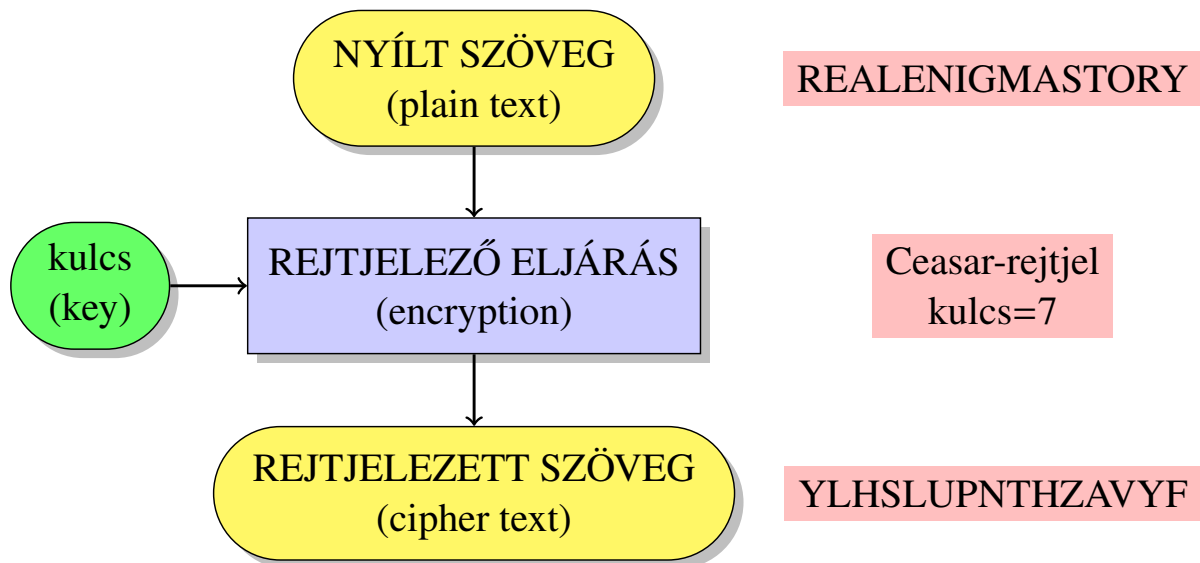 NYÍLT SZÖVEG
(plain text)
REALENIGMASTORY
kulcs
(key)
REJTJELEZŐ ELJÁRÁS
(encryption)
Ceasar-rejtjel
kulcs=7
REJTJELEZETT SZÖVEG
(cipher text)
YLHSLUPNTHZAVYF